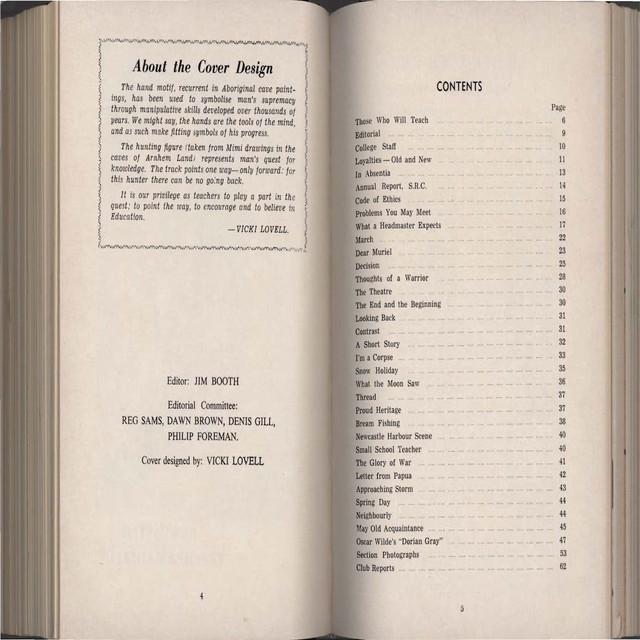 About the Cover Design
The hand motif, recurrent in Aboriginal cave paint-
ings, has been used to symbolise man's supremacy
through manipulative skills developed over thousands of
years. We might say, the hands are the tools of the mind,
and as such make fitting symbols of his progress.
The hunting figure (taken from Mimi drawings in the
caves of Arnhem Land) represents man's quest for
knowledge. The track points one way—only forward: for
this hunter there can be no going back.
It is our privilege as teachers to play a part in the
quest; to point the way, to encourage and to believe in
Education.
—VICKI LOVELL.
Editor: JIM BOOTH
Editorial Committee:
REG SAMS, DAWN BROWN, DENIS GILL,
PHILIP FOREMAN.
Cover designed by: VICKI LOVELL
4
CONTENTS
Page
Those Who Will Teach 6
Editorial 9
College Staff 10
Loyalties—Old and New 11
In Absentia 13
Annual Report, S.R.C. 14
Code of Ethics 15
Problems You May Meet 16
What a Headmaster Expects 17
March 22
Dear Muriel 23
Decision 25
Thoughts of a Warrior 28
The Theatre 30
The End and the Beginning 30
Looking Back 31
Contrast 31
A Short Story 32
I'm a Corpse 33
Snow Holiday 35
What the Moon Saw 36
Thread 37
Proud Heritage 37
Bream Fishing 38
Newcastle Harbour Scene 40
Small School Teacher 40
The Glory of War 41
Letter from Papua 42
Approaching Storm 43
Spring Day 44
Neighbourly 44
May Old Acquaintance 45
Oscar Wilde's "Dorian Gray" 47
Section Photographs 53
Club Reports 62
5